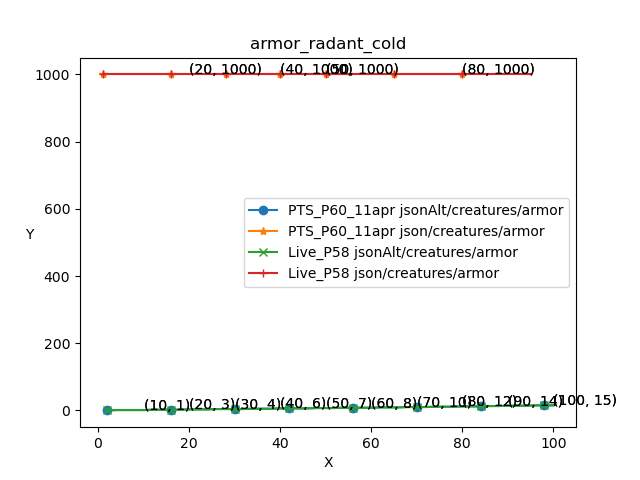 armor_radant_cold
1000
800
600
400
200
0
Y
(20, 1000)
(40, 1000)
(50, 1000)
(80, 1000)
PTS_P60_11apr jsonAlt/creatures/armor
PTS_P60_11apr json/creatures/armor
Live_P58 jsonAlt/creatures/armor
Live_P58 json/creatures/armor
(10, 1)
(20, 3)
(30, 4)
(40, 6)
(50, 7)
(60, 8)
(70, 10)
(80, 12)
(90, 14)
(100, 15)
0 20 40 60 80 100
X